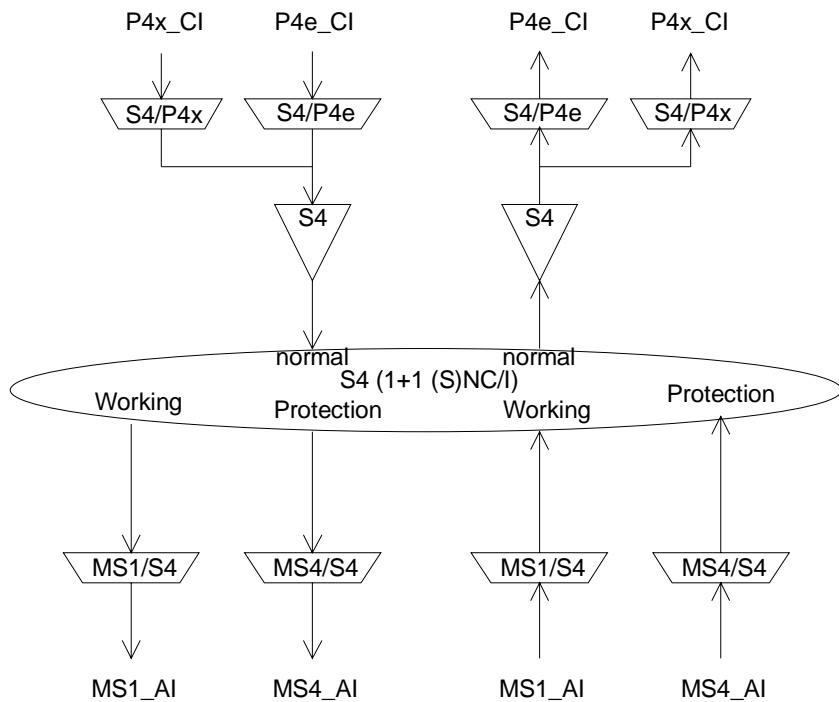 P4x_CI P4e_CI P4e_CI P4x_CI
S4/P4x S4/P4e S4/P4e S4/P4x
S4 S4
normal normal
S4 (1+1 (S)NC/I)
Working Protection Working Protection
MS1/S4 MS4/S4 MS1/S4 MS4/S4
MS1_AI MS4_AI MS1_AI MS4_AI